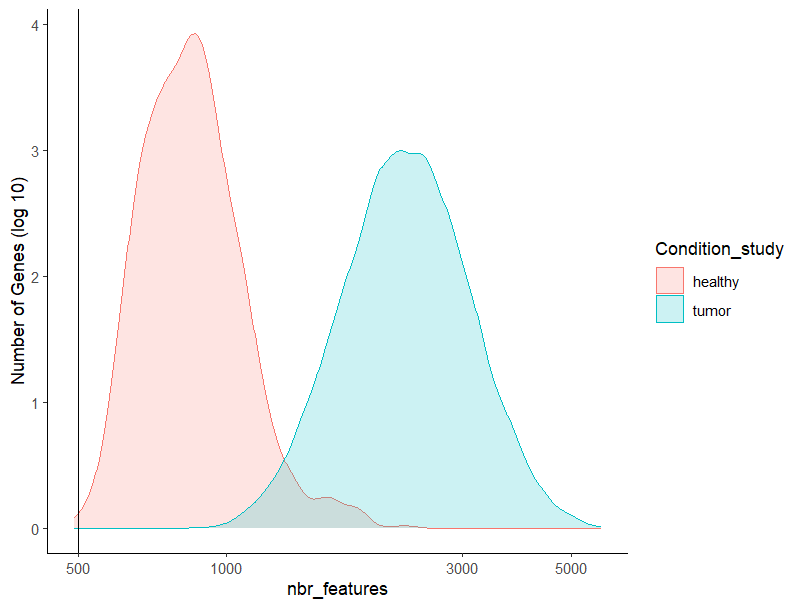 4
3
2
1
0
Number of Genes (log 10)
500
1000
3000
5000
nbr_features
Condition_study
healthy
tumor